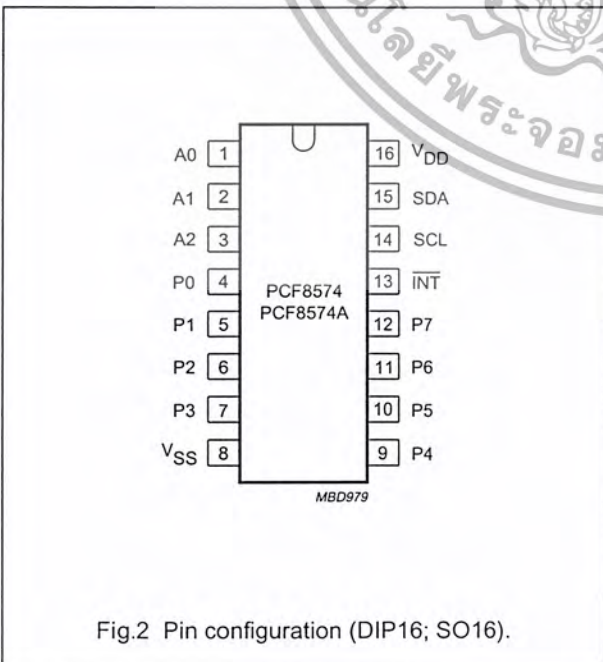 A0 1 16 VDD
A1 2 15 SDA
A2 3 14 SCL
P0 4 13 I̅N̅T̅
PCF8574
PCF8574A
P1 5 12 P7
P2 6 11 P6
P3 7 10 P5
VSS 8 9 P4
MBD979
Fig.2 Pin configuration (DIP16; SO16).